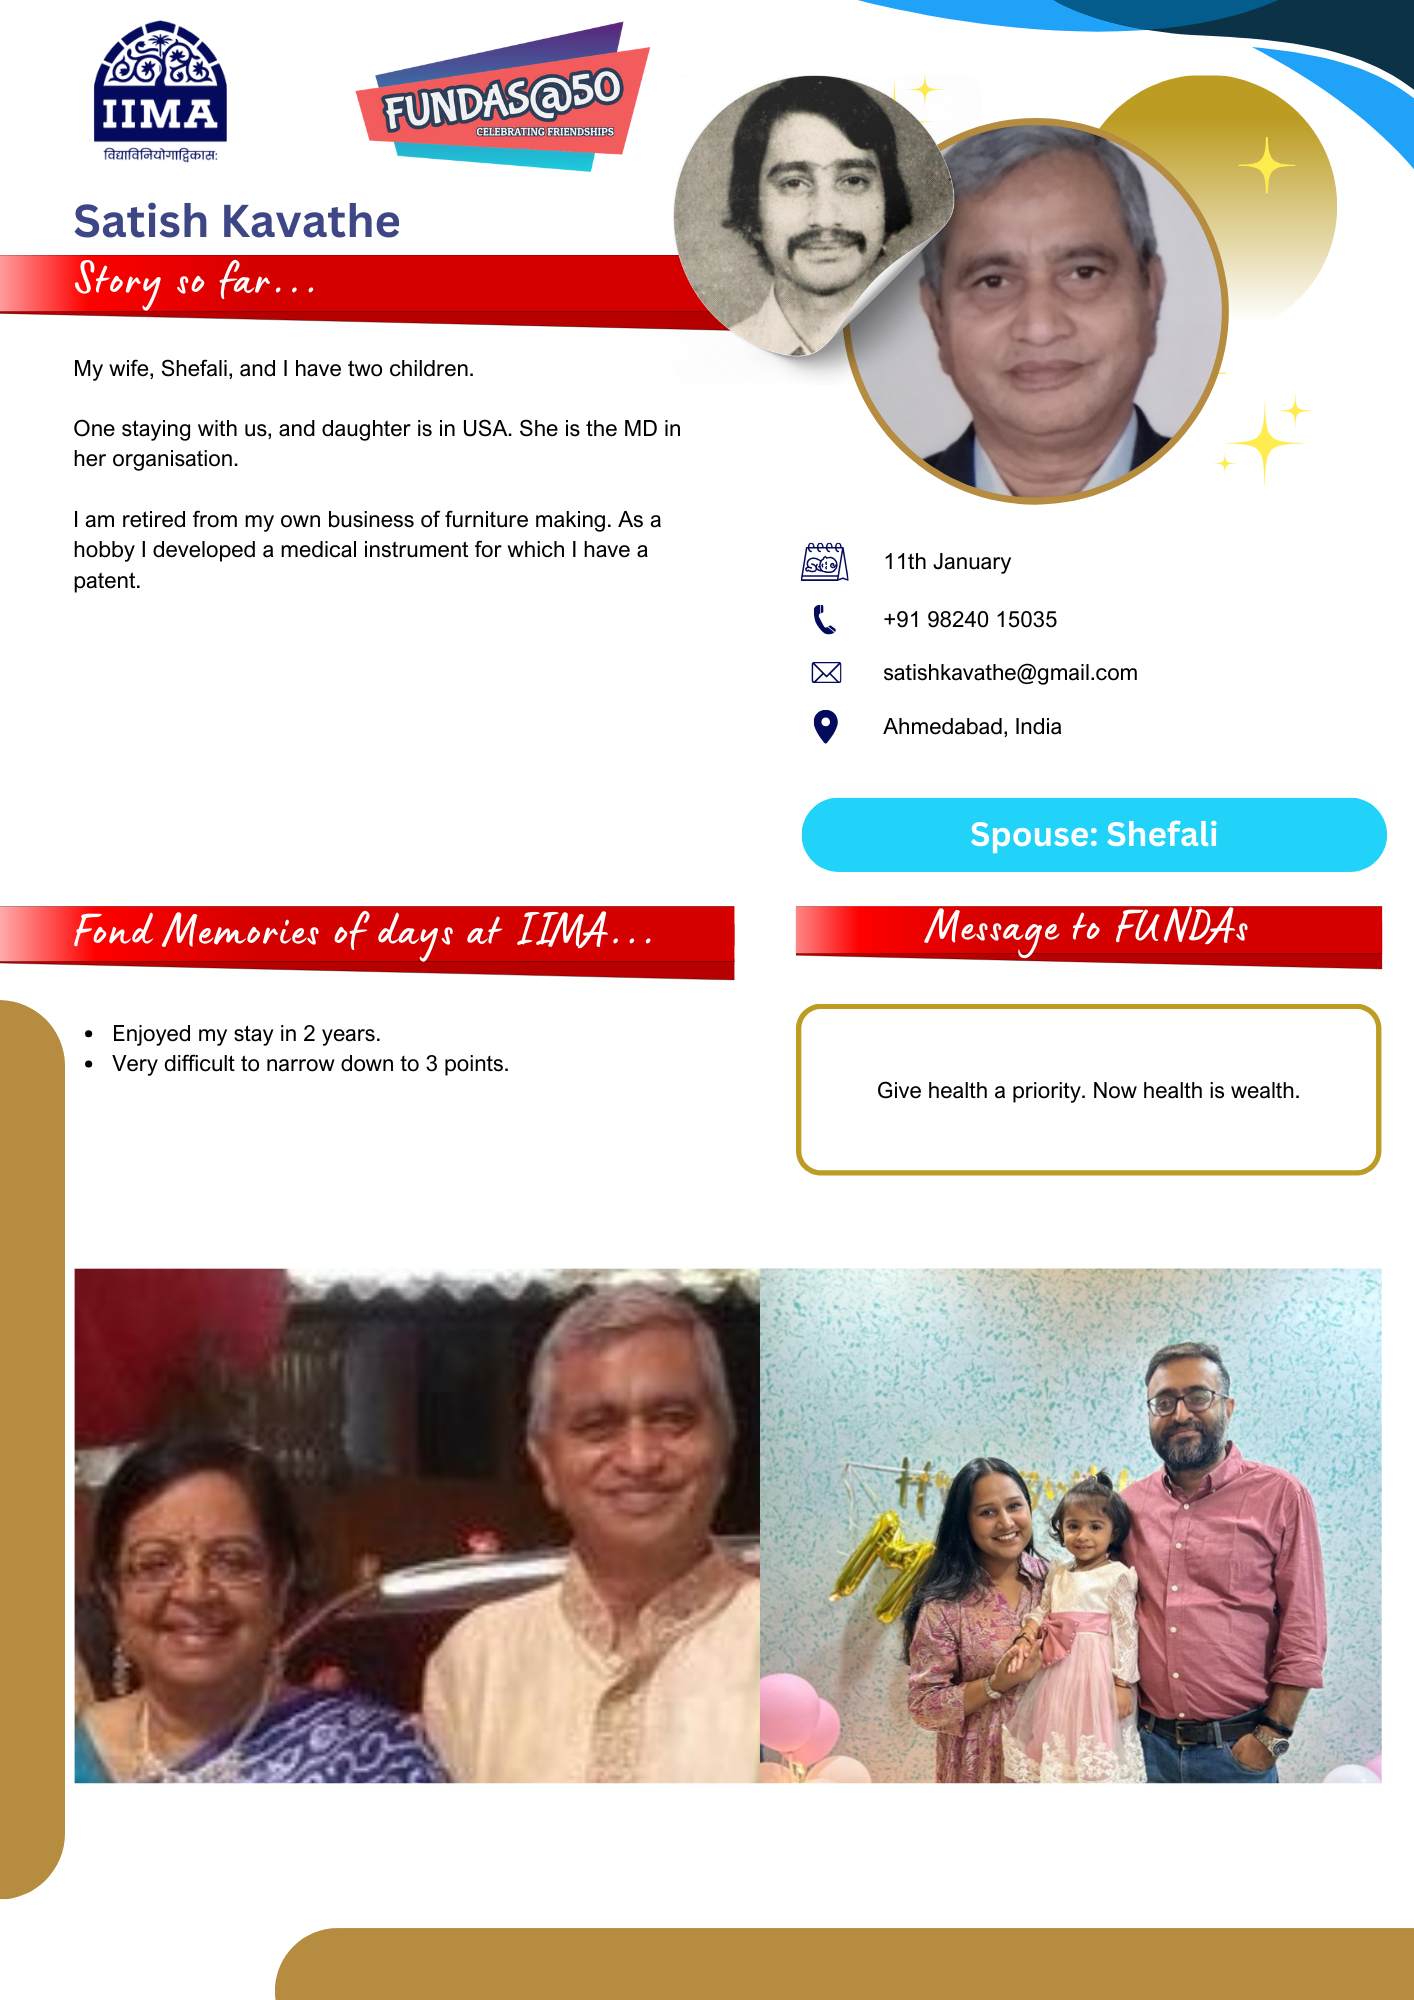 IIMA
विद्याविनियोगाद्विकास:
FUNDAS@50
CELEBRATING FRIENDSHIPS
Satish Kavathe
Story so far...
My wife, Shefali, and I have two children.
One staying with us, and daughter is in USA. She is the MD in
her organisation.
I am retired from my own business of furniture making. As a
hobby I developed a medical instrument for which I have a
patent.
11th January
+91 98240 15035
satishkavathe@gmail.com
Ahmedabad, India
Spouse: Shefali
Fond Memories of days at IIMA...
• Enjoyed my stay in 2 years.
• Very difficult to narrow down to 3 points.
Message to FUNDAs
Give health a priority. Now health is wealth.